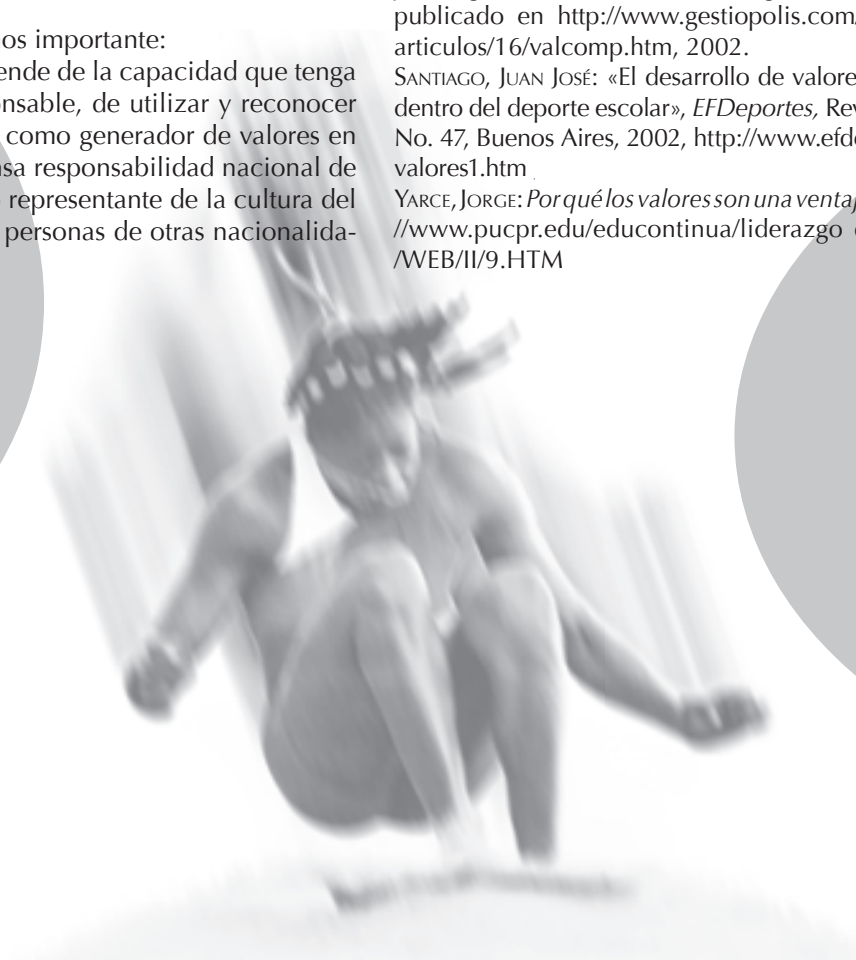 os importante:
ende de la capacidad que tenga
onsable, de utilizar y reconocer
como generador de valores en
nsa responsabilidad nacional de
representante de la cultura del
personas de otras nacionalida-
publicado en http://www.gestiopolis.com/
articulos/16/valcomp.htm, 2002.
SANTIAGO, JUAN JOSÉ: «El desarrollo de valore
dentro del deporte escolar», EFDeportes, Rev
No. 47, Buenos Aires, 2002, http://www.efde
valores1.htm
YARCE, JORGE: Por qué los valores son una ventaj
//www.pucpr.edu/educontinua/liderazgo
/WEB/II/9.HTM